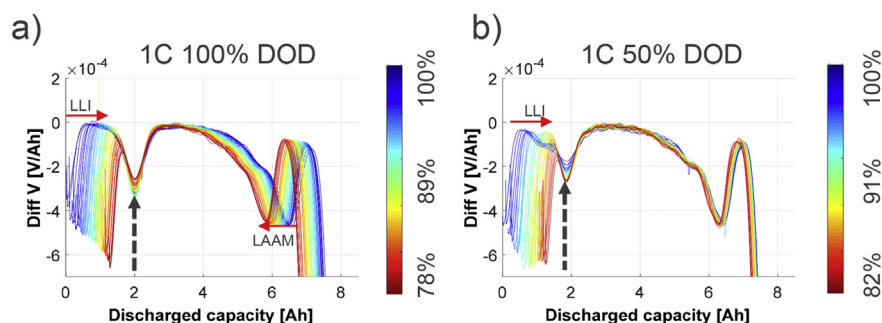 a)
1C 100% DOD
×10⁻⁴
2
0
-2
-4
-6
Diff V [V/Ah]
LLI
LAAM
0 2 4 6 8
Discharged capacity [Ah]
100%
89%
78%
b)
1C 50% DOD
×10⁻⁴
2
0
-2
-4
-6
Diff V [V/Ah]
LLI
0 2 4 6 8
Discharged capacity [Ah]
100%
91%
82%